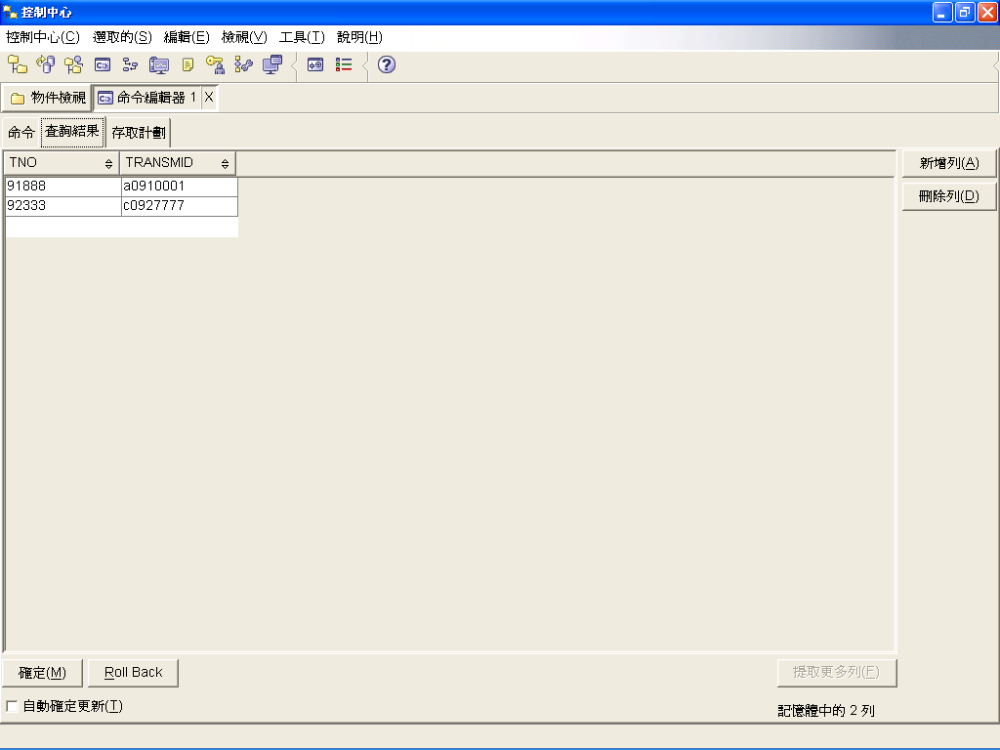 控制中心
控制中心(C) 選取的(S) 編輯(E) 檢視(V) 工具(T) 說明(H)
物件檢視 命令編輯器 1 X
命令 查詢結果 存取計劃
TNO TRANSMID
新增列(A)
91888 a0910001
刪除列(D)
92333 c0927777
確定(M) Roll Back 提取更多列(F)
自動確定更新(T)
記憶體中的 2 列